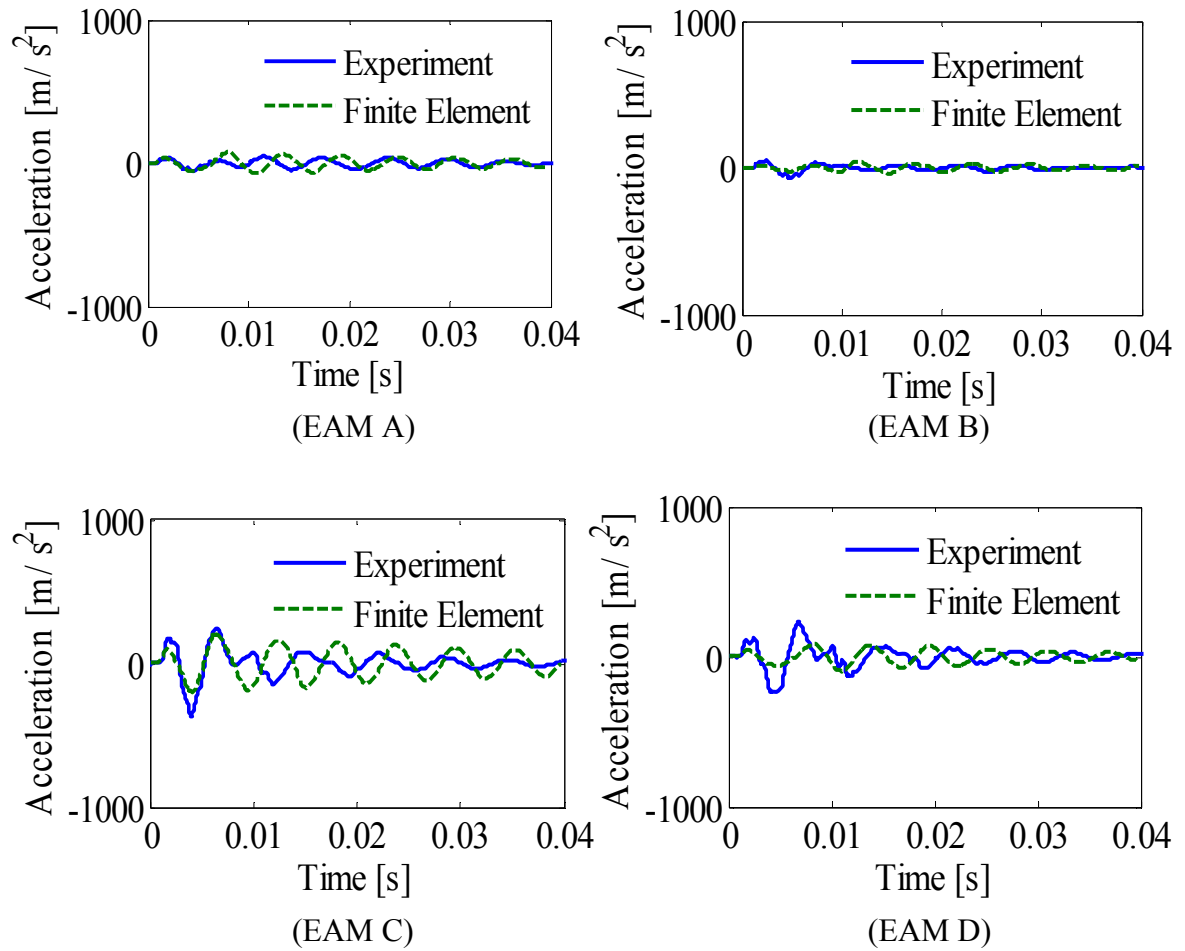 1000
Acceleration [m/ s²]
Experiment
Finite Element
0
-1000
0 0.01 0.02 0.03 0.04
Time [s]
(EAM A)
1000
Acceleration [m/ s²]
Experiment
Finite Element
0
-1000
0 0.01 0.02 0.03 0.04
Time [s]
(EAM B)
1000
Acceleration [m/ s²]
Experiment
Finite Element
0
-1000
0 0.01 0.02 0.03 0.04
Time [s]
(EAM C)
1000
Acceleration [m/ s²]
Experiment
Finite Element
0
-1000
0 0.01 0.02 0.03 0.04
Time [s]
(EAM D)